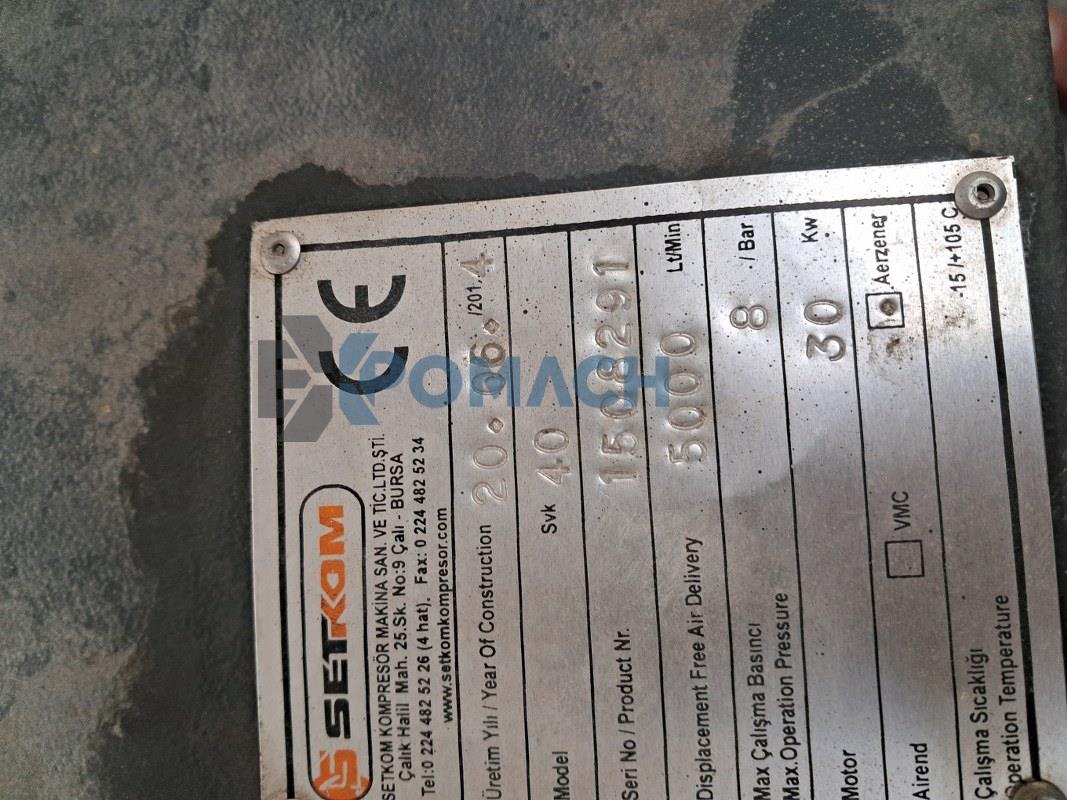 SETKOM
CE
SETKOM KOMPRESÖR MAKİNA SAN. VE TİC.LTD.ŞTİ.
Çalık Halil Mah. 25.Sk. No:9 Çalı - BURSA
Tel:0 224 482 52 26 (4 hat). Fax: 0 224 482 52 34
www.setkomkompresor.com
Üretim Yılı / Year Of Construction 20.06. /201.4
Model Svk 40
Seri No / Product Nr. 15082291
Displacement Free Air Delivery 5000 Lt/Min
Max Çalışma Basıncı
Max.Operation Pressure 8 / Bar
Motor 30 Kw
Airend VMC Aerzener
Çalışma Sıcaklığı
Operation Temperature -15 /+105 C
EXPOMACH